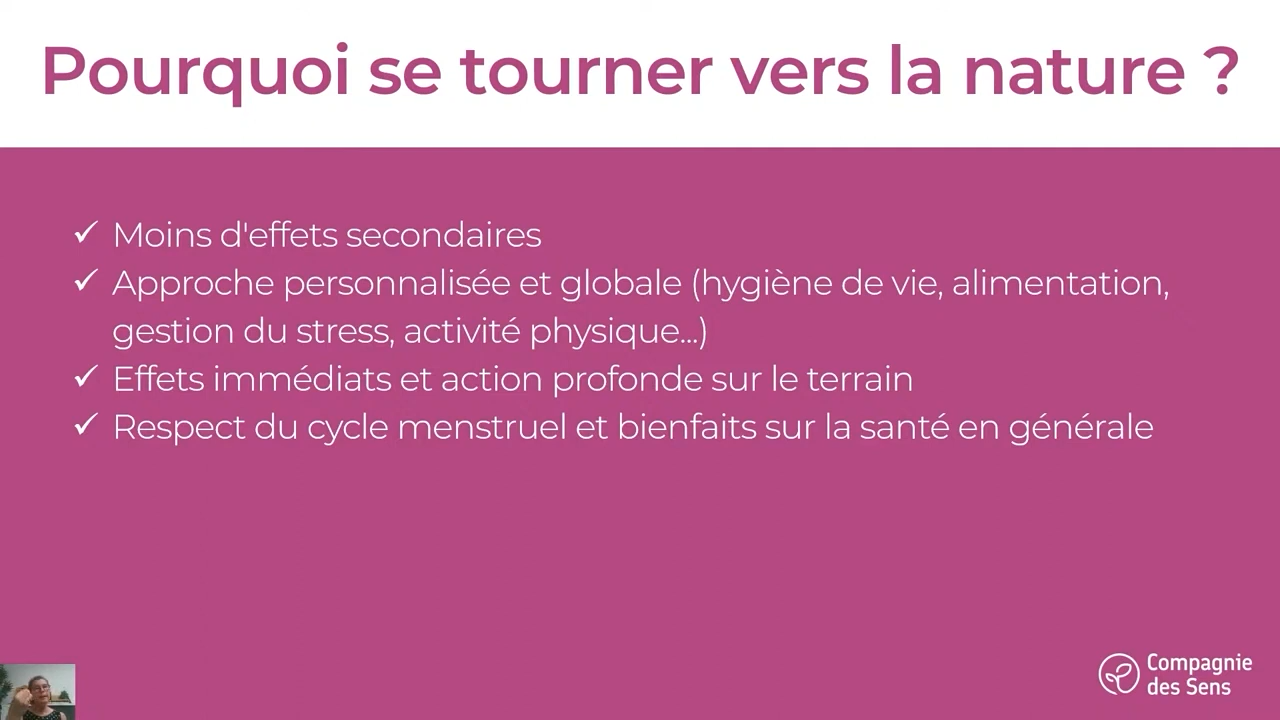 Pourquoi se tourner vers la nature ?
✓ Moins d'effets secondaires
✓ Approche personnalisée et globale (hygiène de vie, alimentation,
gestion du stress, activité physique...)
✓ Effets immédiats et action profonde sur le terrain
✓ Respect du cycle menstruel et bienfaits sur la santé en générale
Compagnie
des Sens